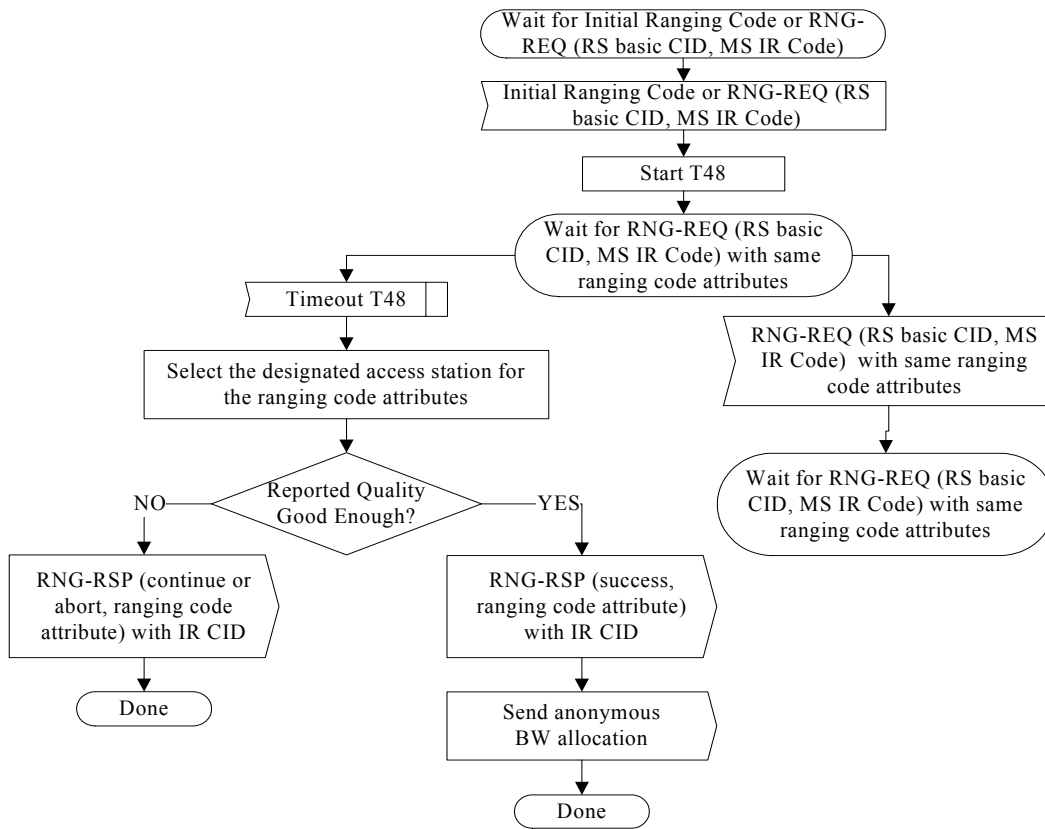 Wait for Initial Ranging Code or RNG-
REQ (RS basic CID, MS IR Code)
Initial Ranging Code or RNG-REQ (RS
basic CID, MS IR Code)
Start T48
Wait for RNG-REQ (RS basic
CID, MS IR Code) with same
ranging code attributes
Timeout T48
RNG-REQ (RS basic CID, MS
IR Code) with same ranging
code attributes
Select the designated access station for
the ranging code attributes
Wait for RNG-REQ (RS basic
CID, MS IR Code) with same
ranging code attributes
Reported Quality
Good Enough?
NO
YES
RNG-RSP (continue or
abort, ranging code
attribute) with IR CID
RNG-RSP (success,
ranging code attribute)
with IR CID
Done
Send anonymous
BW allocation
Done